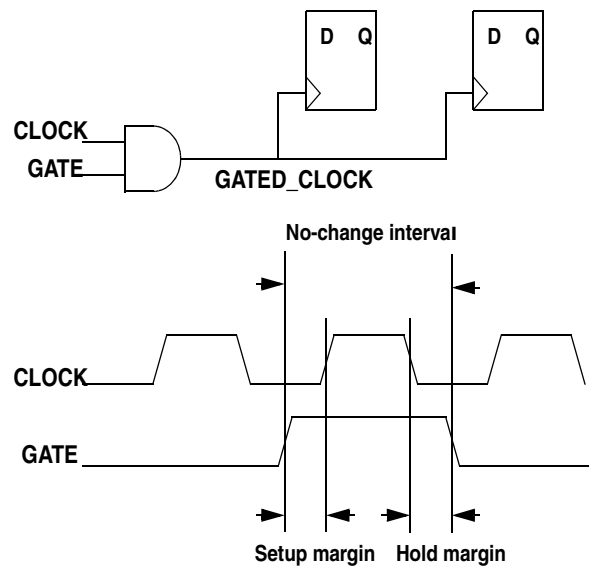 D Q
D Q
CLOCK
GATE
GATED_CLOCK
No-change interval
CLOCK
GATE
Setup margin
Hold margin